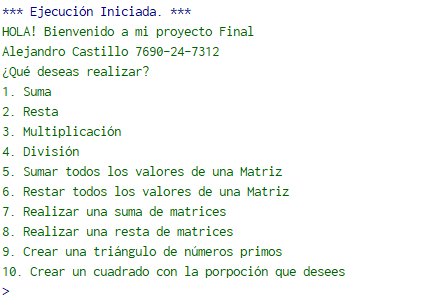 *** Ejecución Iniciada. ***
HOLA! Bienvenido a mi proyecto Final
Alejandro Castillo 7690-24-7312
¿Qué deseas realizar?
1. Suma
2. Resta
3. Multiplicación
4. División
5. Sumar todos los valores de una Matriz
6. Restar todos los valores de una Matriz
7. Realizar una suma de matrices
8. Realizar una resta de matrices
9. Crear una triángulo de números primos
10. Crear un cuadrado con la porpoción que desees
>